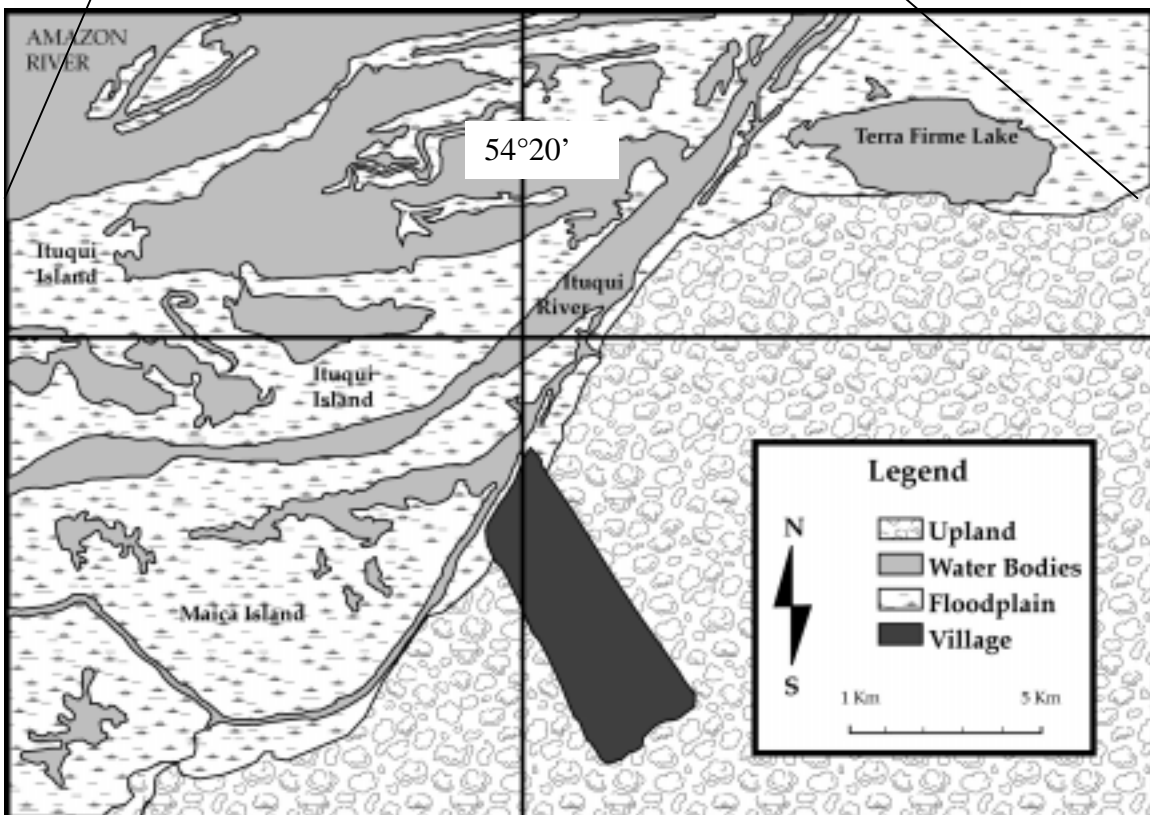 AMAZON
RIVER
54°20’
Terra Firme Lake
Ituqui
Island
Ituqui
River
Ituqui
Island
Maiçá Island
Legend
N
S
Upland
Water Bodies
Floodplain
Village
1 Km
5 Km